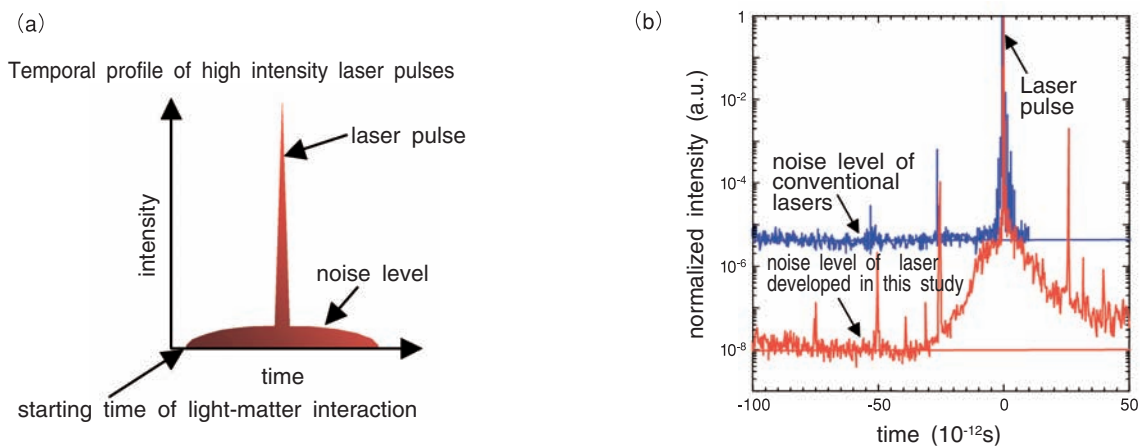 (a)
Temporal profile of high intensity laser pulses
intensity
laser pulse
noise level
time
starting time of light-matter interaction
(b)
normalized intensity (a.u.)
1
10-2
10-4
10-6
10-8
Laser
pulse
noise level of
conventional
lasers
noise level of laser
developed in this study
-100
-50
0
50
time (10-12s)